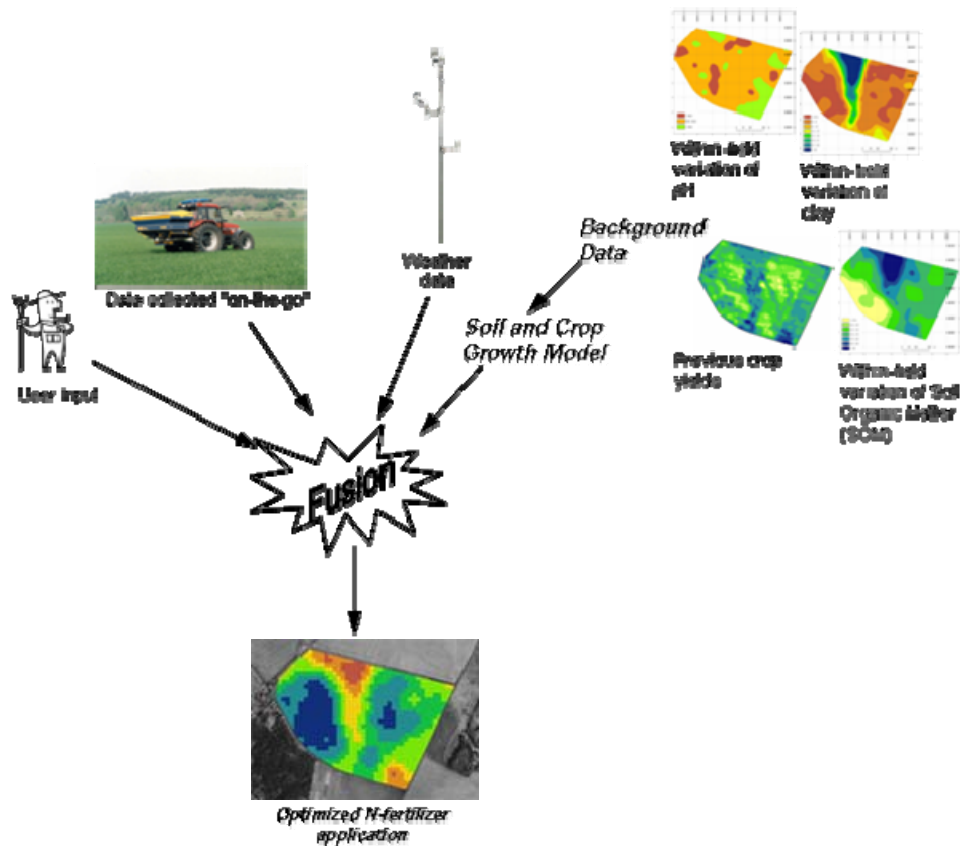 Within-field
variation of
pH
Within-field
variation of
clay
Background
Data
Weather
data
Data collected "on-the-go"
Soil and Crop
Growth Model
Previous crop
yields
Within-field
variation of Soil
Organic Matter
(SOM)
User input
Fusion
Optimized N-fertilizer
application